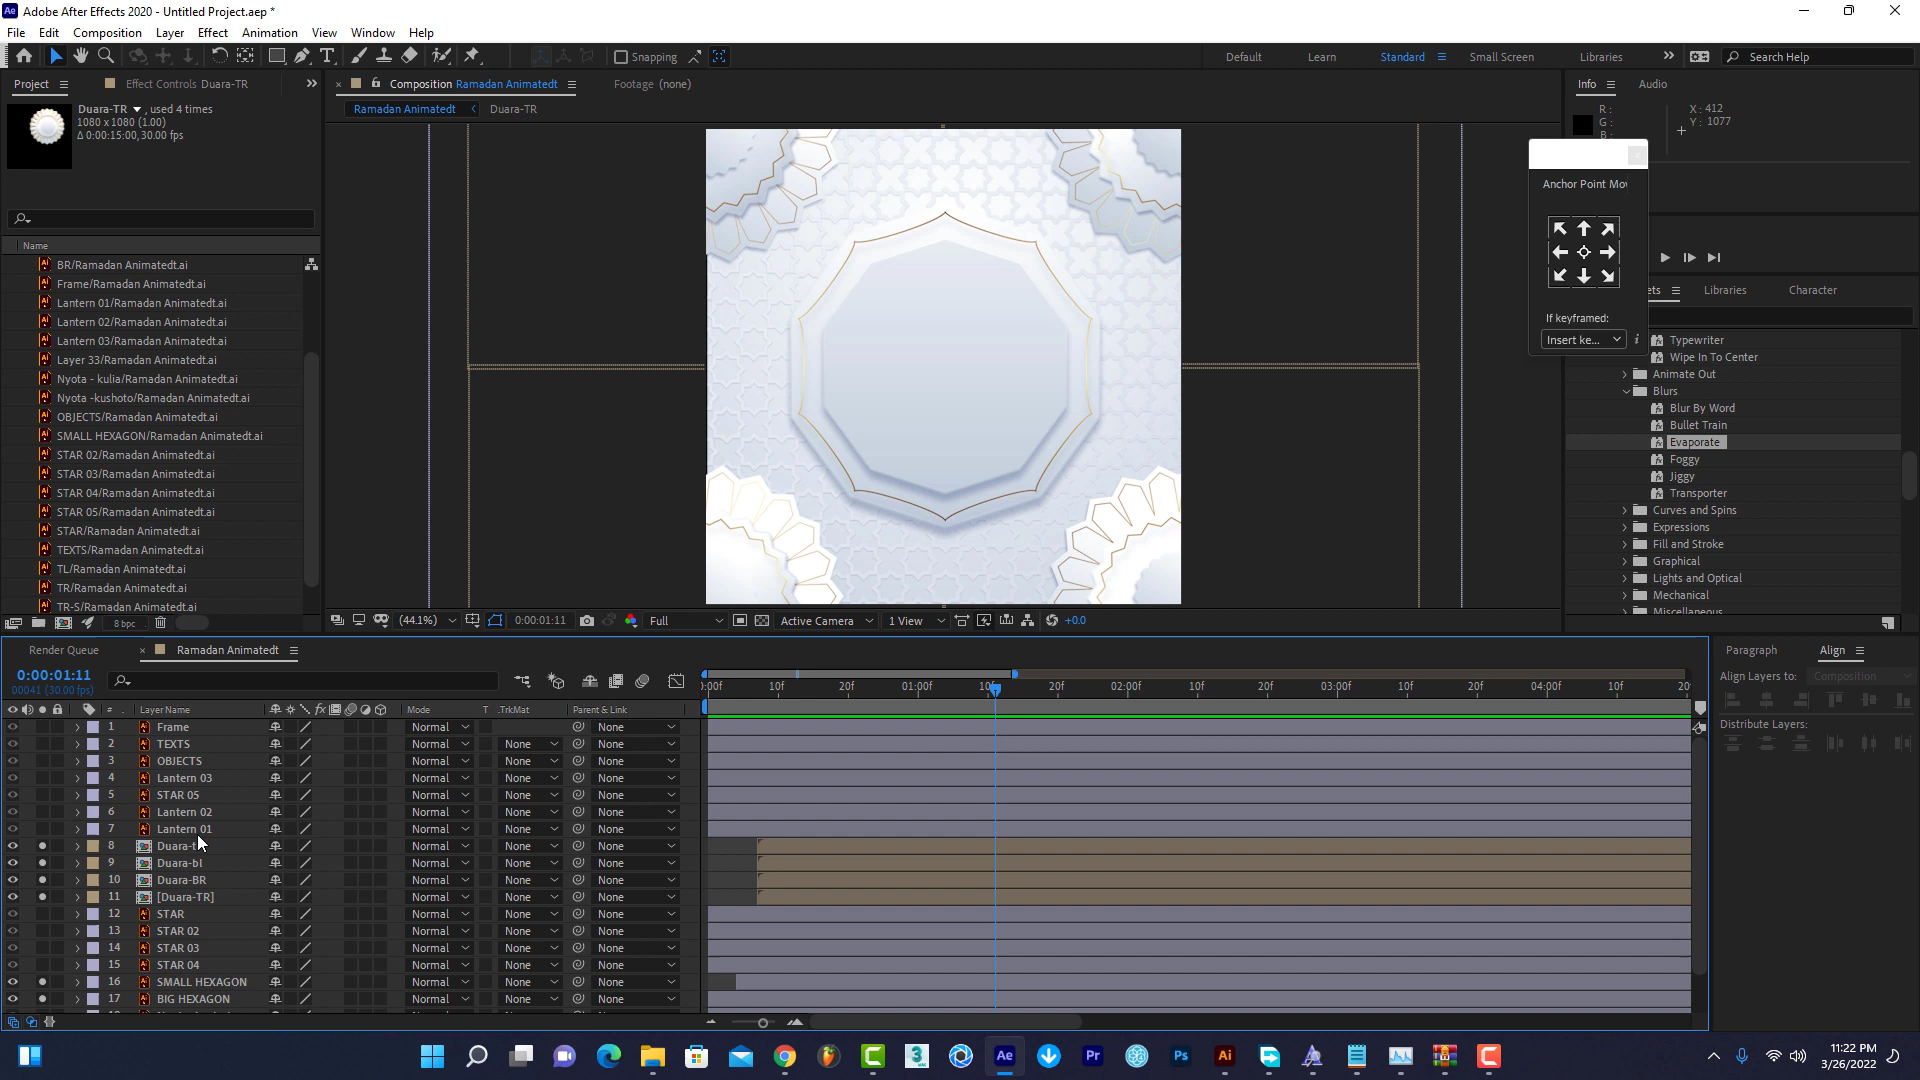 Adobe After Effects 2020 - Untitled Project.aep *
File Edit Composition Layer Effect Animation View Window Help
Snapping
Default Learn Standard Small Screen Libraries Search Help
Project Effect Controls Duara-TR
Composition Ramadan Animatedt Footage (none)
Info Audio
Duara-TR , used 4 times
1080 x 1080 (1.00)
Δ 0:00:15:00, 30.00 fps
Ramadan Animatedt Duara-TR
R :
G :
B :
X : 412
Y : 1077
Anchor Point Mov
If keyframed:
Insert ke...
Name
BR/Ramadan Animatedt.ai
Frame/Ramadan Animatedt.ai
Lantern 01/Ramadan Animatedt.ai
Lantern 02/Ramadan Animatedt.ai
Lantern 03/Ramadan Animatedt.ai
Layer 33/Ramadan Animatedt.ai
Nyota - kulia/Ramadan Animatedt.ai
Nyota -kushoto/Ramadan Animatedt.ai
OBJECTS/Ramadan Animatedt.ai
SMALL HEXAGON/Ramadan Animatedt.ai
STAR 02/Ramadan Animatedt.ai
STAR 03/Ramadan Animatedt.ai
STAR 04/Ramadan Animatedt.ai
STAR 05/Ramadan Animatedt.ai
STAR/Ramadan Animatedt.ai
TEXTS/Ramadan Animatedt.ai
TL/Ramadan Animatedt.ai
TR/Ramadan Animatedt.ai
TR-S/Ramadan Animatedt.ai
8 bpc
ets Libraries Character
Typewriter
Wipe In To Center
Animate Out
Blurs
Blur By Word
Bullet Train
Evaporate
Foggy
Jiggy
Transporter
Curves and Spins
Expressions
Fill and Stroke
Graphical
Lights and Optical
Mechanical
Miscellaneous
(44.1%) 0:00:01:11 Full Active Camera 1 View +0.0
Render Queue Ramadan Animatedt
0:00:01:11
00041 (30.00 fps)
:00f 10f 20f 01:00f 10f 20f 02:00f 10f 20f 03:00f 10f 20f 04:00f 10f 20
# Layer Name Mode T .TrkMat Parent & Link
1 Frame Normal None
2 TEXTS Normal None None
3 OBJECTS Normal None None
4 Lantern 03 Normal None None
5 STAR 05 Normal None None
6 Lantern 02 Normal None None
7 Lantern 01 Normal None None
8 Duara-t Normal None None
9 Duara-bl Normal None None
10 Duara-BR Normal None None
11 [Duara-TR] Normal None None
12 STAR Normal None None
13 STAR 02 Normal None None
14 STAR 03 Normal None None
15 STAR 04 Normal None None
16 SMALL HEXAGON Normal None None
17 BIG HEXAGON Normal None None
Paragraph Align
Align Layers to: Composition
Distribute Layers:
11:22 PM
3/26/2022